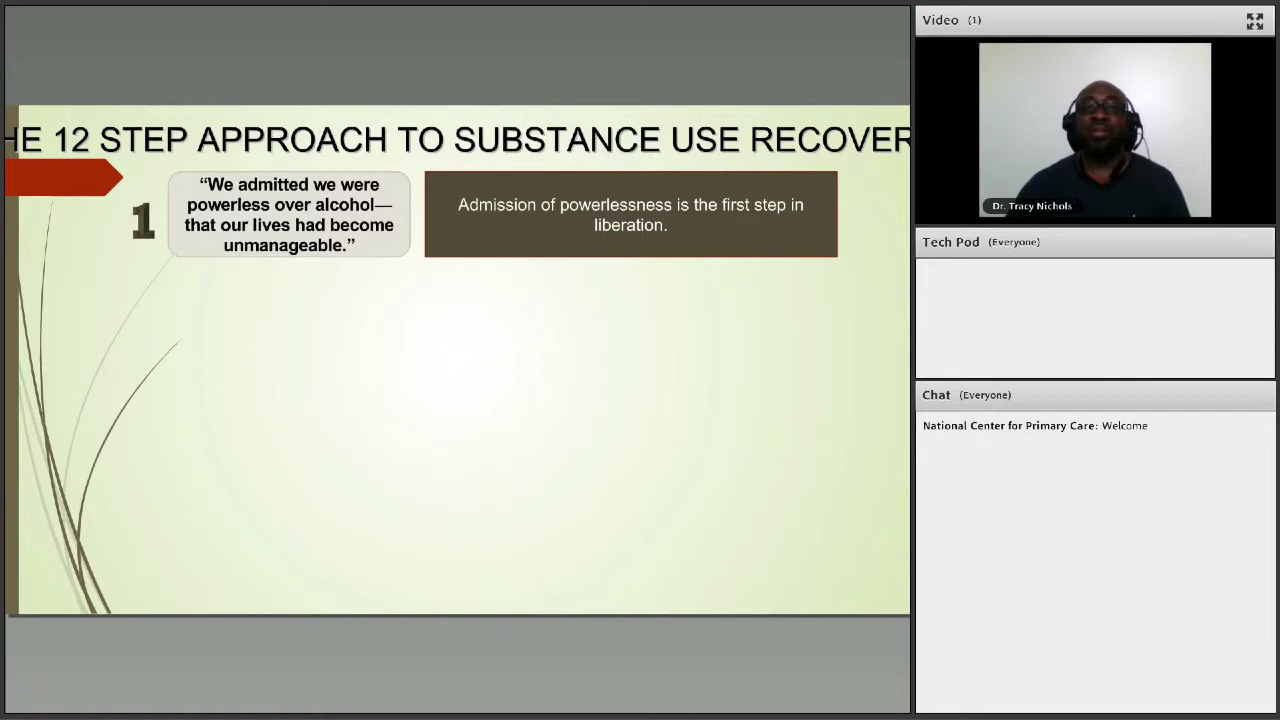 HE 12 STEP APPROACH TO SUBSTANCE USE RECOVER
1
“We admitted we were
powerless over alcohol—
that our lives had become
unmanageable.”
Admission of powerlessness is the first step in
liberation.
Video (1)
Dr. Tracy Nichols
Tech Pod (Everyone)
Chat (Everyone)
National Center for Primary Care: Welcome